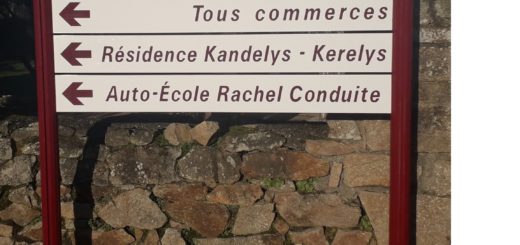 Tous commerces
Résidence Kandelys - Kerelys
Auto-École Rachel Conduite